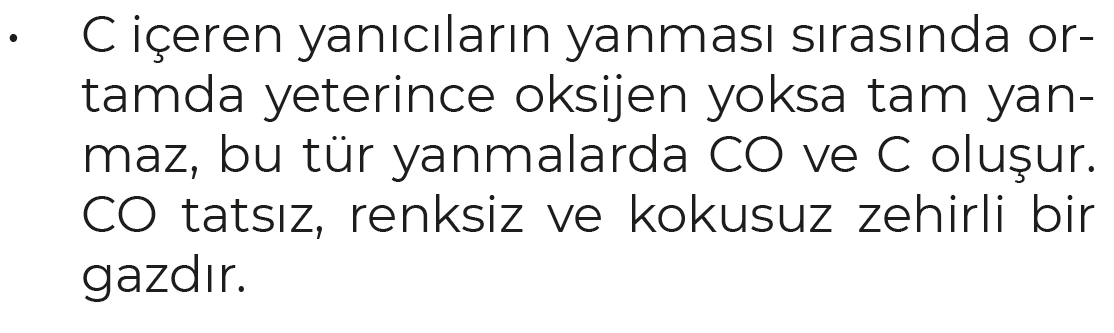 • C içeren yanıcıların yanması sırasında or-
tamda yeterince oksijen yoksa tam yan-
maz, bu tür yanmalarda CO ve C oluşur.
CO tatsız, renksiz ve kokusuz zehirli bir
gazdır.